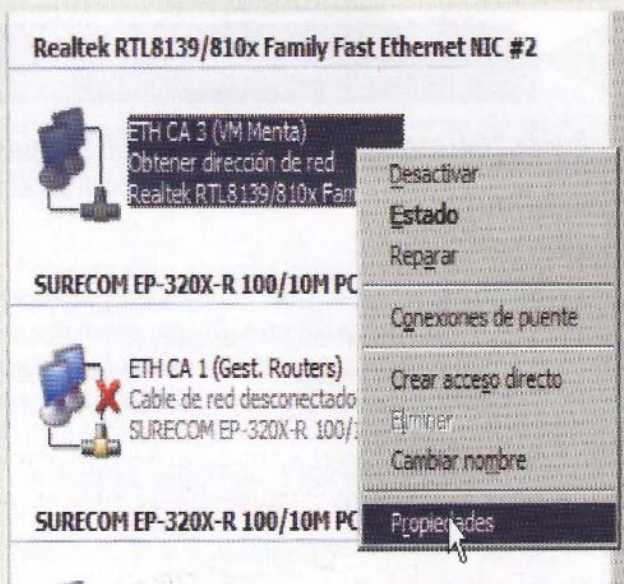 Realtek RTL8139/810x Family Fast Ethernet NIC #2
ETH CA 3 (VM Menta)
Obtener dirección de red
Realtek RTL8139/810x Fam
SURECOM EP-320X-R 100/10M PC
ETH CA 1 (Gest. Routers)
Cable de red desconectado
SURECOM EP-320X-R 100/
SURECOM EP-320X-R 100/10M PC
Desactivar
Estado
Reparar
Conexiones de puente
Crear acceso directo
Eliminar
Cambiar nombre
Propiedades